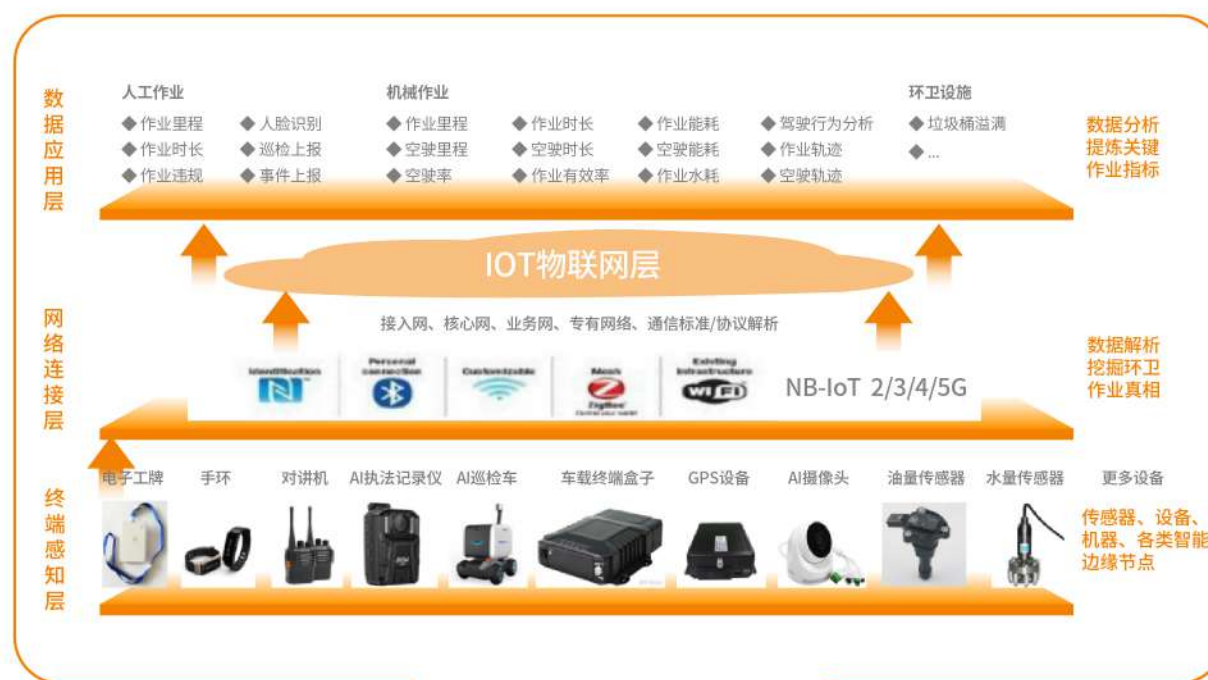 数据应用层
人工作业
机械作业
环卫设施
◆ 作业里程 ◆ 人脸识别 ◆ 作业里程 ◆ 作业时长 ◆ 作业能耗 ◆ 驾驶行为分析 ◆ 垃圾桶溢满
◆ 作业时长 ◆ 巡检上报 ◆ 空驶里程 ◆ 空驶时长 ◆ 空驶能耗 ◆ 作业轨迹 ◆ ...
◆ 作业违规 ◆ 事件上报 ◆ 空驶率 ◆ 作业有效率 ◆ 作业水耗 ◆ 空驶轨迹
数据分析
提炼关键
作业指标
IOT物联网层
网络连接层
接入网、核心网、业务网、专有网络、通信标准/协议解析
Identification
Personal connection
Customizable
Mesh
ZigBee
Control your world
Existing Infrastructure
WiFi
NB-IoT 2/3/4/5G
数据解析
挖掘环卫
作业真相
终端感知层
电子工牌 手环 对讲机 AI执法记录仪 AI巡检车 车载终端盒子 GPS设备 AI摄像头 油量传感器 水量传感器 更多设备
传感器、设备、
机器、各类智能
边缘节点